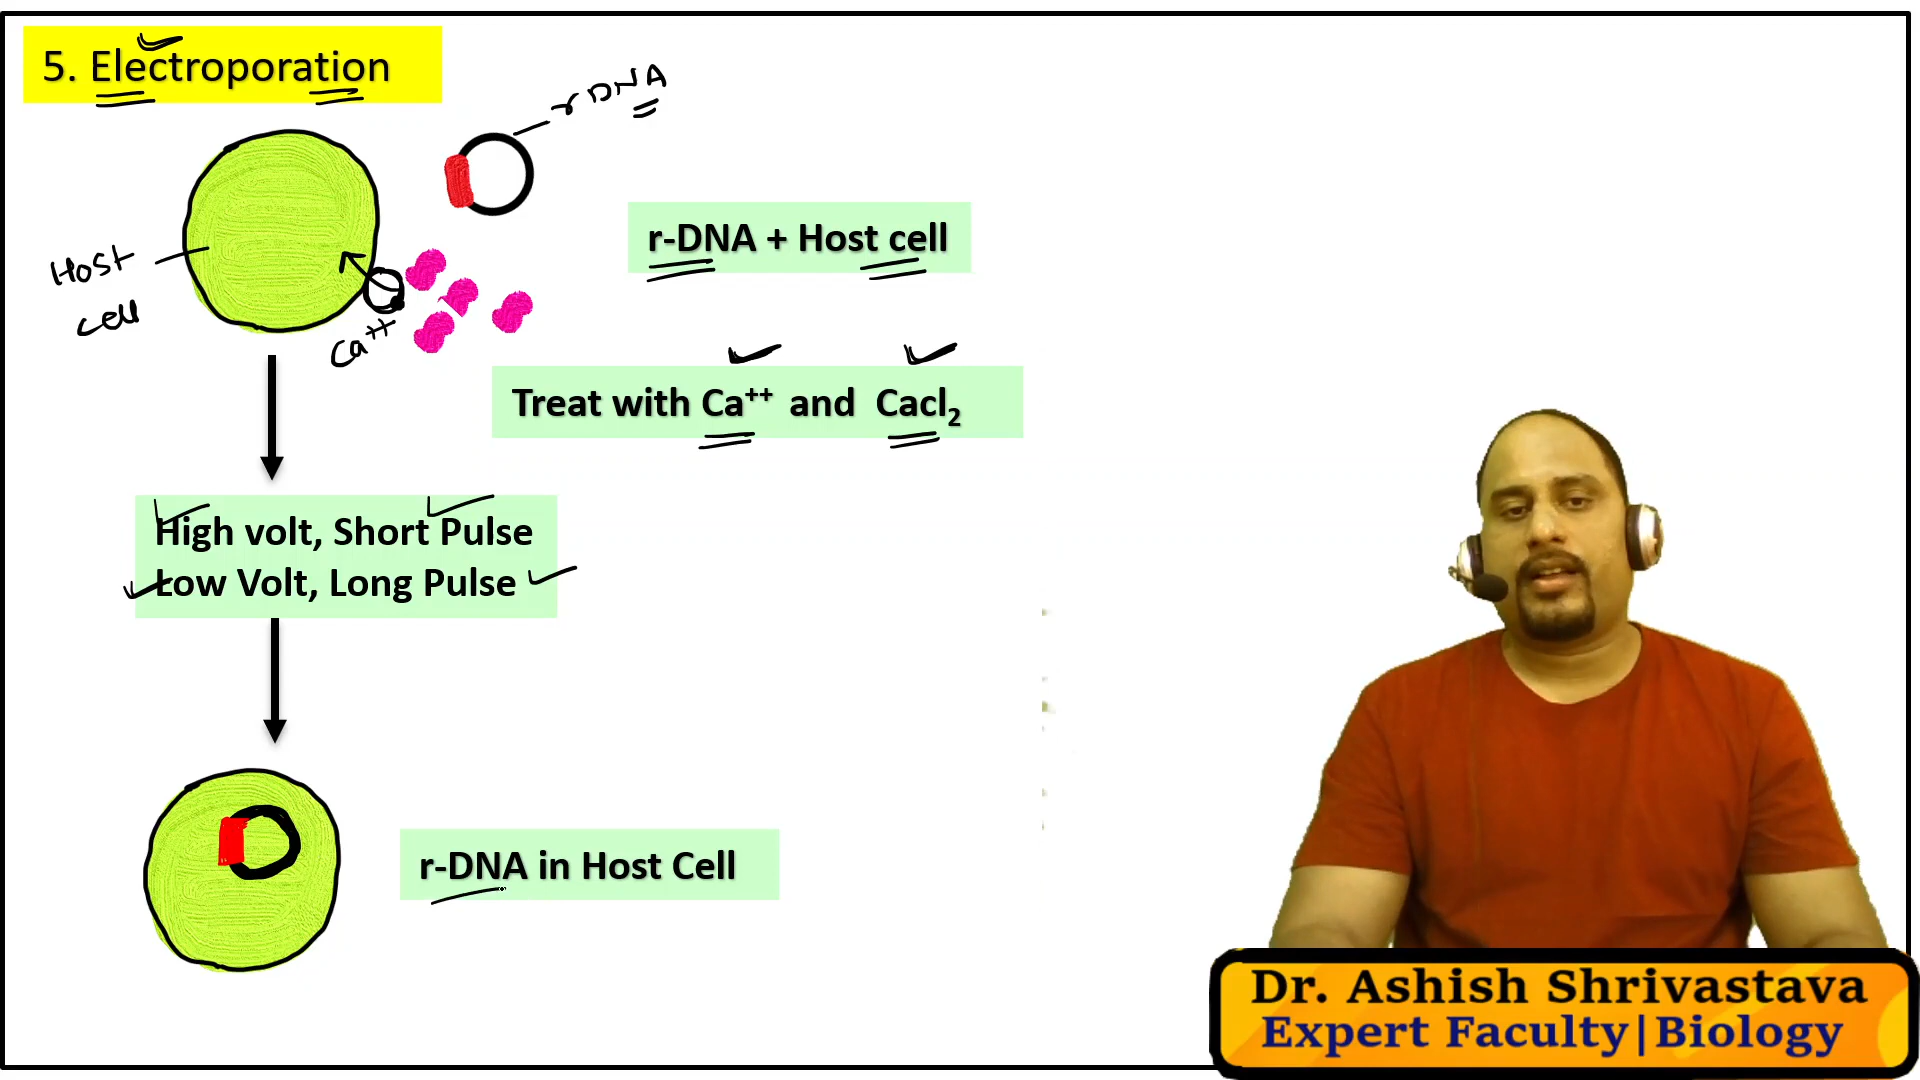 5. Electroporation
rDNA
r-DNA + Host cell
Host
cell
Ca++
Treat with Ca++ and Cacl2
High volt, Short Pulse
Low Volt, Long Pulse
r-DNA in Host Cell
Dr. Ashish Shrivastava
Expert Faculty|Biology